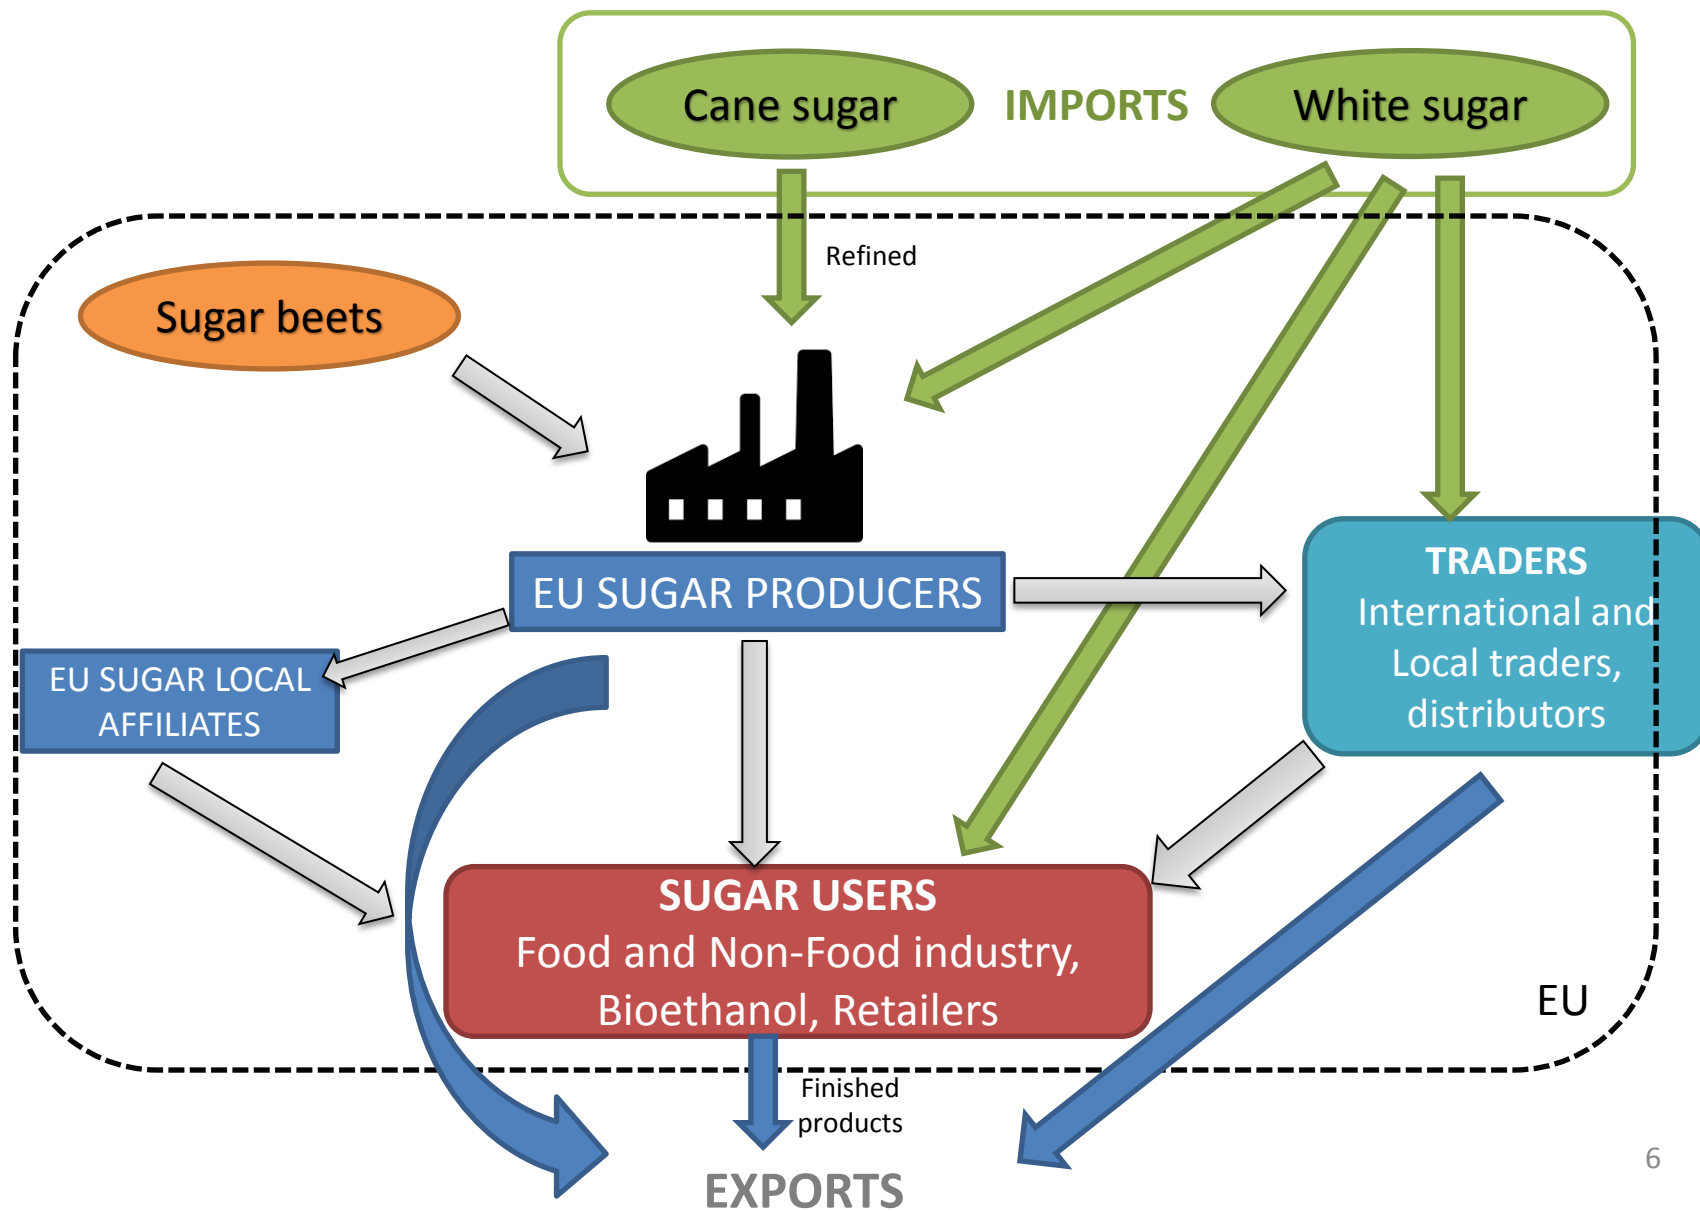 Cane sugar
IMPORTS
White sugar
Refined
Sugar beets
EU SUGAR PRODUCERS
TRADERS
International and
Local traders,
distributors
EU SUGAR LOCAL
AFFILIATES
SUGAR USERS
Food and Non-Food industry,
Bioethanol, Retailers
EU
Finished
products
EXPORTS
6